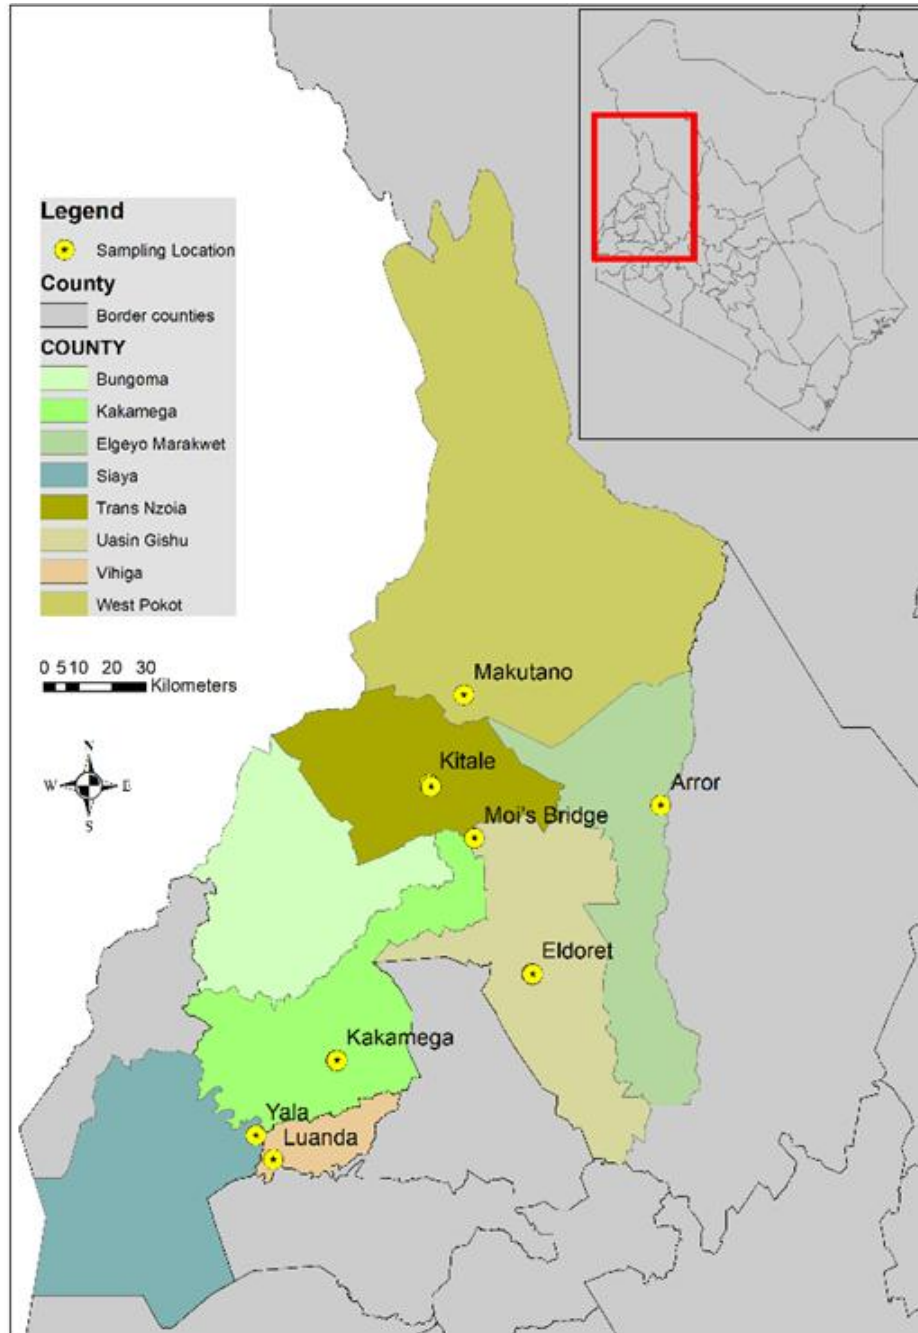 Legend
Sampling Location
County
Border counties
COUNTY
Bungoma
Kakamega
Elgeyo Marakwet
Siaya
Trans Nzoia
Uasin Gishu
Vihiga
West Pokot
0 5 10 20 30
Kilometers
N
W E
S
Makutano
Kitale
Arror
Moi's Bridge
Eldoret
Kakamega
Yala
Luanda